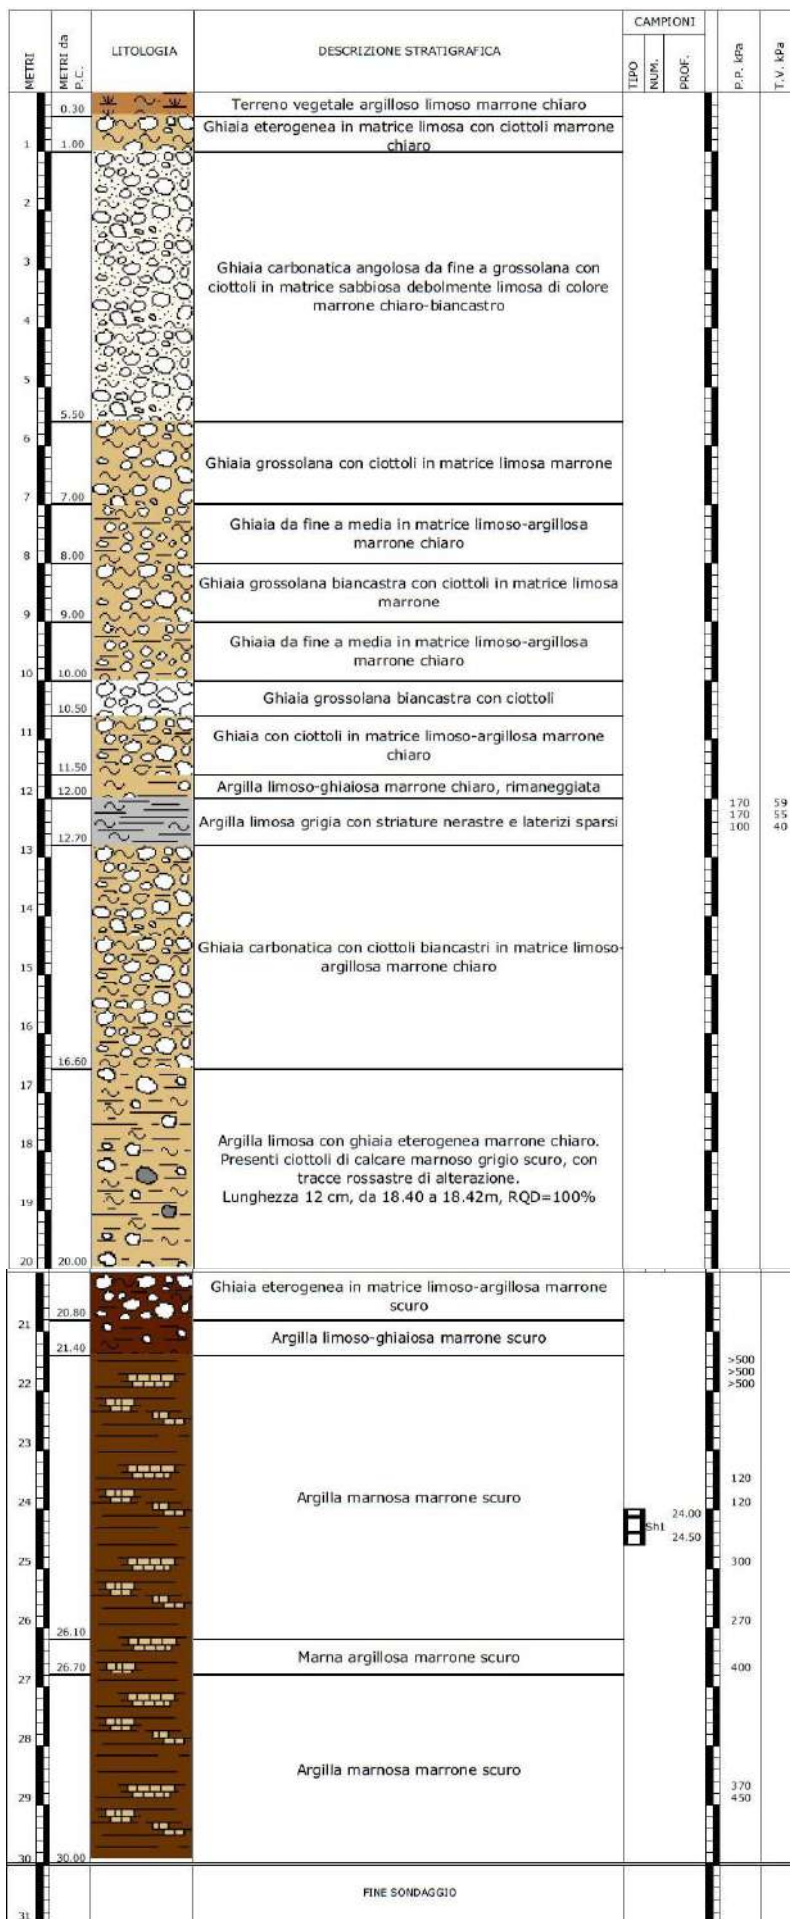 CAMPIONI
METRI
METRI da P.C.
LITOLOGIA
DESCRIZIONE STRATIGRAFICA
TIPO
NUM.
PROF.
P.P. kPa
T.V. kPa
0.30
Terreno vegetale argilloso limoso marrone chiaro
Ghiaia eterogenea in matrice limosa con ciottoli marrone
chiaro
1
1.00
2
3
Ghiaia carbonatica angolosa da fine a grossolana con
ciottoli in matrice sabbiosa debolmente limosa di colore
marrone chiaro-biancastro
4
5
5.50
6
Ghiaia grossolana con ciottoli in matrice limosa marrone
7
7.00
Ghiaia da fine a media in matrice limoso-argillosa
marrone chiaro
8
8.00
Ghiaia grossolana biancastra con ciottoli in matrice limosa
marrone
9
9.00
Ghiaia da fine a media in matrice limoso-argillosa
marrone chiaro
10
10.00
Ghiaia grossolana biancastra con ciottoli
10.50
11
Ghiaia con ciottoli in matrice limoso-argillosa marrone
chiaro
11.50
Argilla limoso-ghiaiosa marrone chiaro, rimaneggiata
12
12.00
170 59
170 55
100 40
Argilla limosa grigia con striature nerastre e laterizi sparsi
12.70
13
14
Ghiaia carbonatica con ciottoli biancastri in matrice limoso-
argillosa marrone chiaro
15
16
16.60
17
18
Argilla limosa con ghiaia eterogenea marrone chiaro.
Presenti ciottoli di calcare marnoso grigio scuro, con
tracce rossastre di alterazione.
Lunghezza 12 cm, da 18.40 a 18.42m, RQD=100%
19
20
20.00
Ghiaia eterogenea in matrice limoso-argillosa marrone
scuro
20.80
21
Argilla limoso-ghiaiosa marrone scuro
21.40
>500
>500
>500
22
23
120
Argilla marnosa marrone scuro
24
120
24.00
Sh1
24.50
25
300
26
270
26.10
Marna argillosa marrone scuro
26.70
400
27
28
Argilla marnosa marrone scuro
370
29
450
30
30.00
FINE SONDAGGIO
31